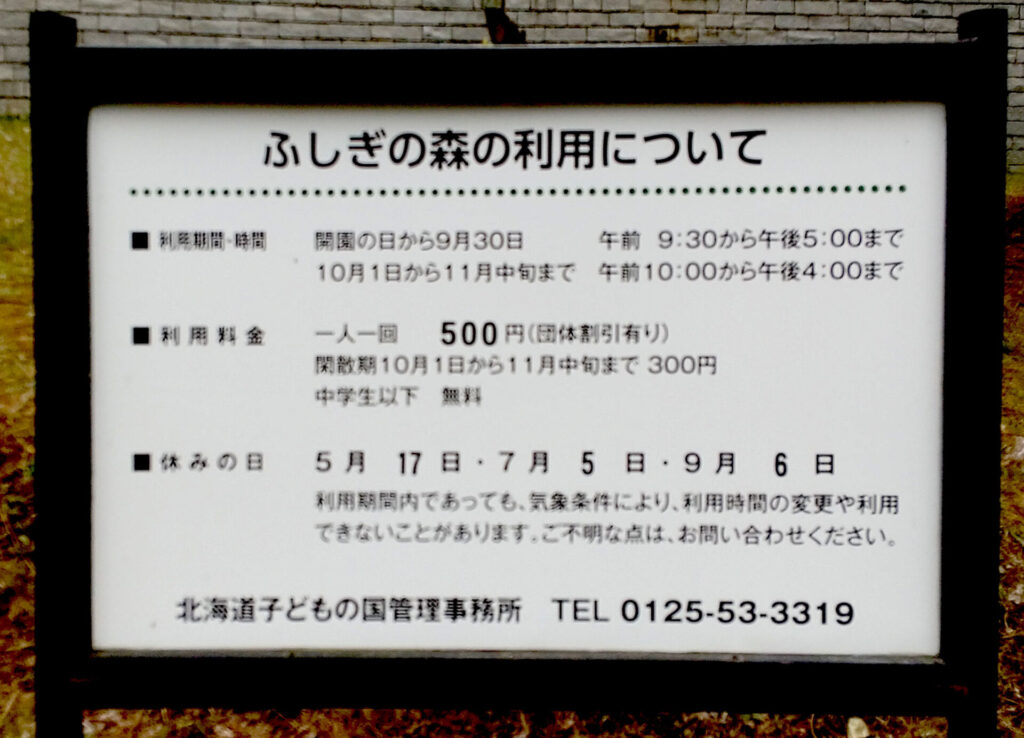 ふしぎの森の利用について
■ 利用期間・時間 開園の日から9月30日 午前 9:30から午後5:00まで
10月1日から11月中旬まで 午前10:00から午後4:00まで
■ 利用料金 一人一回 500円(団体割引有り)
閑散期10月1日から11月中旬まで 300円
中学生以下 無料
■ 休みの日 5月 17日・7月 5日・9月 6日
利用期間内であっても、気象条件により、利用時間の変更や利用
できないことがあります。ご不明な点は、お問い合わせください。
北海道子どもの国管理事務所 TEL 0125-53-3319